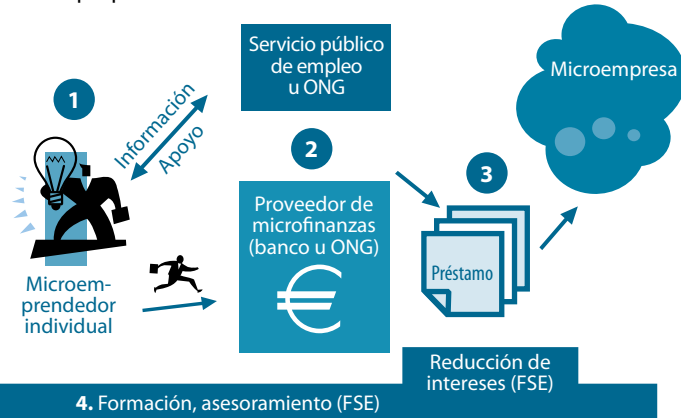 1
Información
Apoyo
Microem-
prendedor
individual
Servicio público
de empleo
u ONG
2
Proveedor de
microfinanzas
(banco u ONG)
€
3
Préstamo
Microempresa
Reducción de
intereses (FSE)
4. Formación, asesoramiento (FSE)